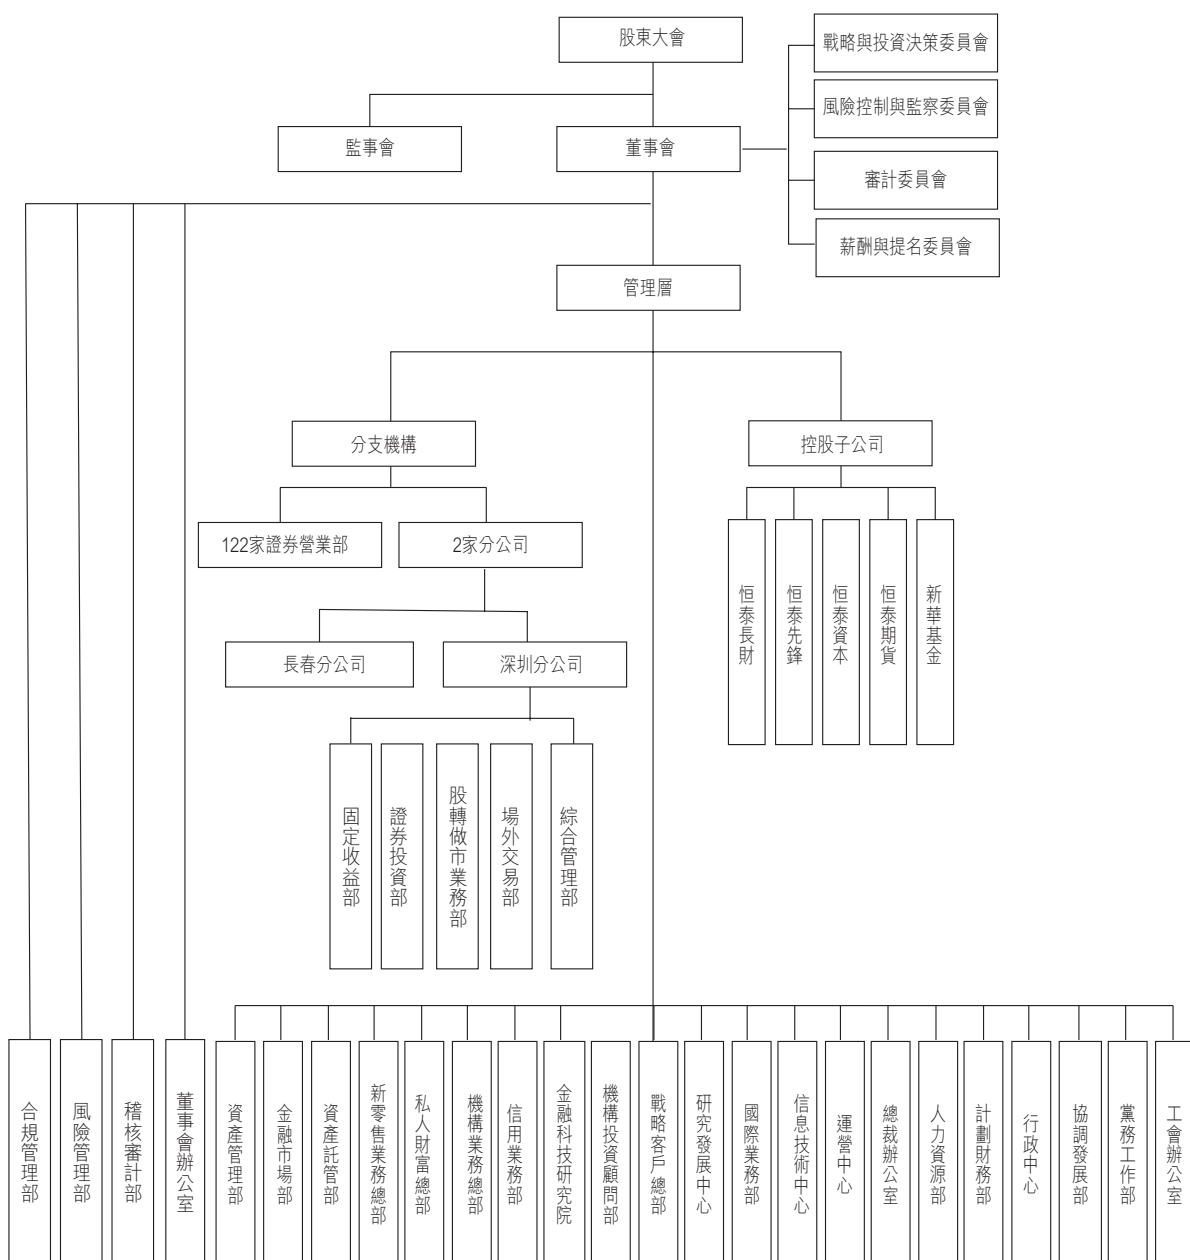 股東大會
戰略與投資決策委員會
風險控制與監察委員會
監事會
董事會
審計委員會
薪酬與提名委員會
管理層
分支機構
控股子公司
122家證券營業部
2家分公司
恒泰長財
恒泰先鋒
恒泰資本
恒泰期貨
新華基金
長春分公司
深圳分公司
固定收益部
證券投資部
股轉做市業務部
場外交易部
綜合管理部
合規管理部
風險管理部
稽核審計部
董事會辦公室
資產管理部
金融市場部
資產託管部
新零售業務總部
私人財富總部
機構業務總部
信用業務部
金融科技研究院
機構投資顧問部
戰略客戶總部
研究發展中心
國際業務部
信息技術中心
運營中心
總裁辦公室
人力資源部
計劃財務部
行政中心
協調發展部
黨務工作部
工會辦公室